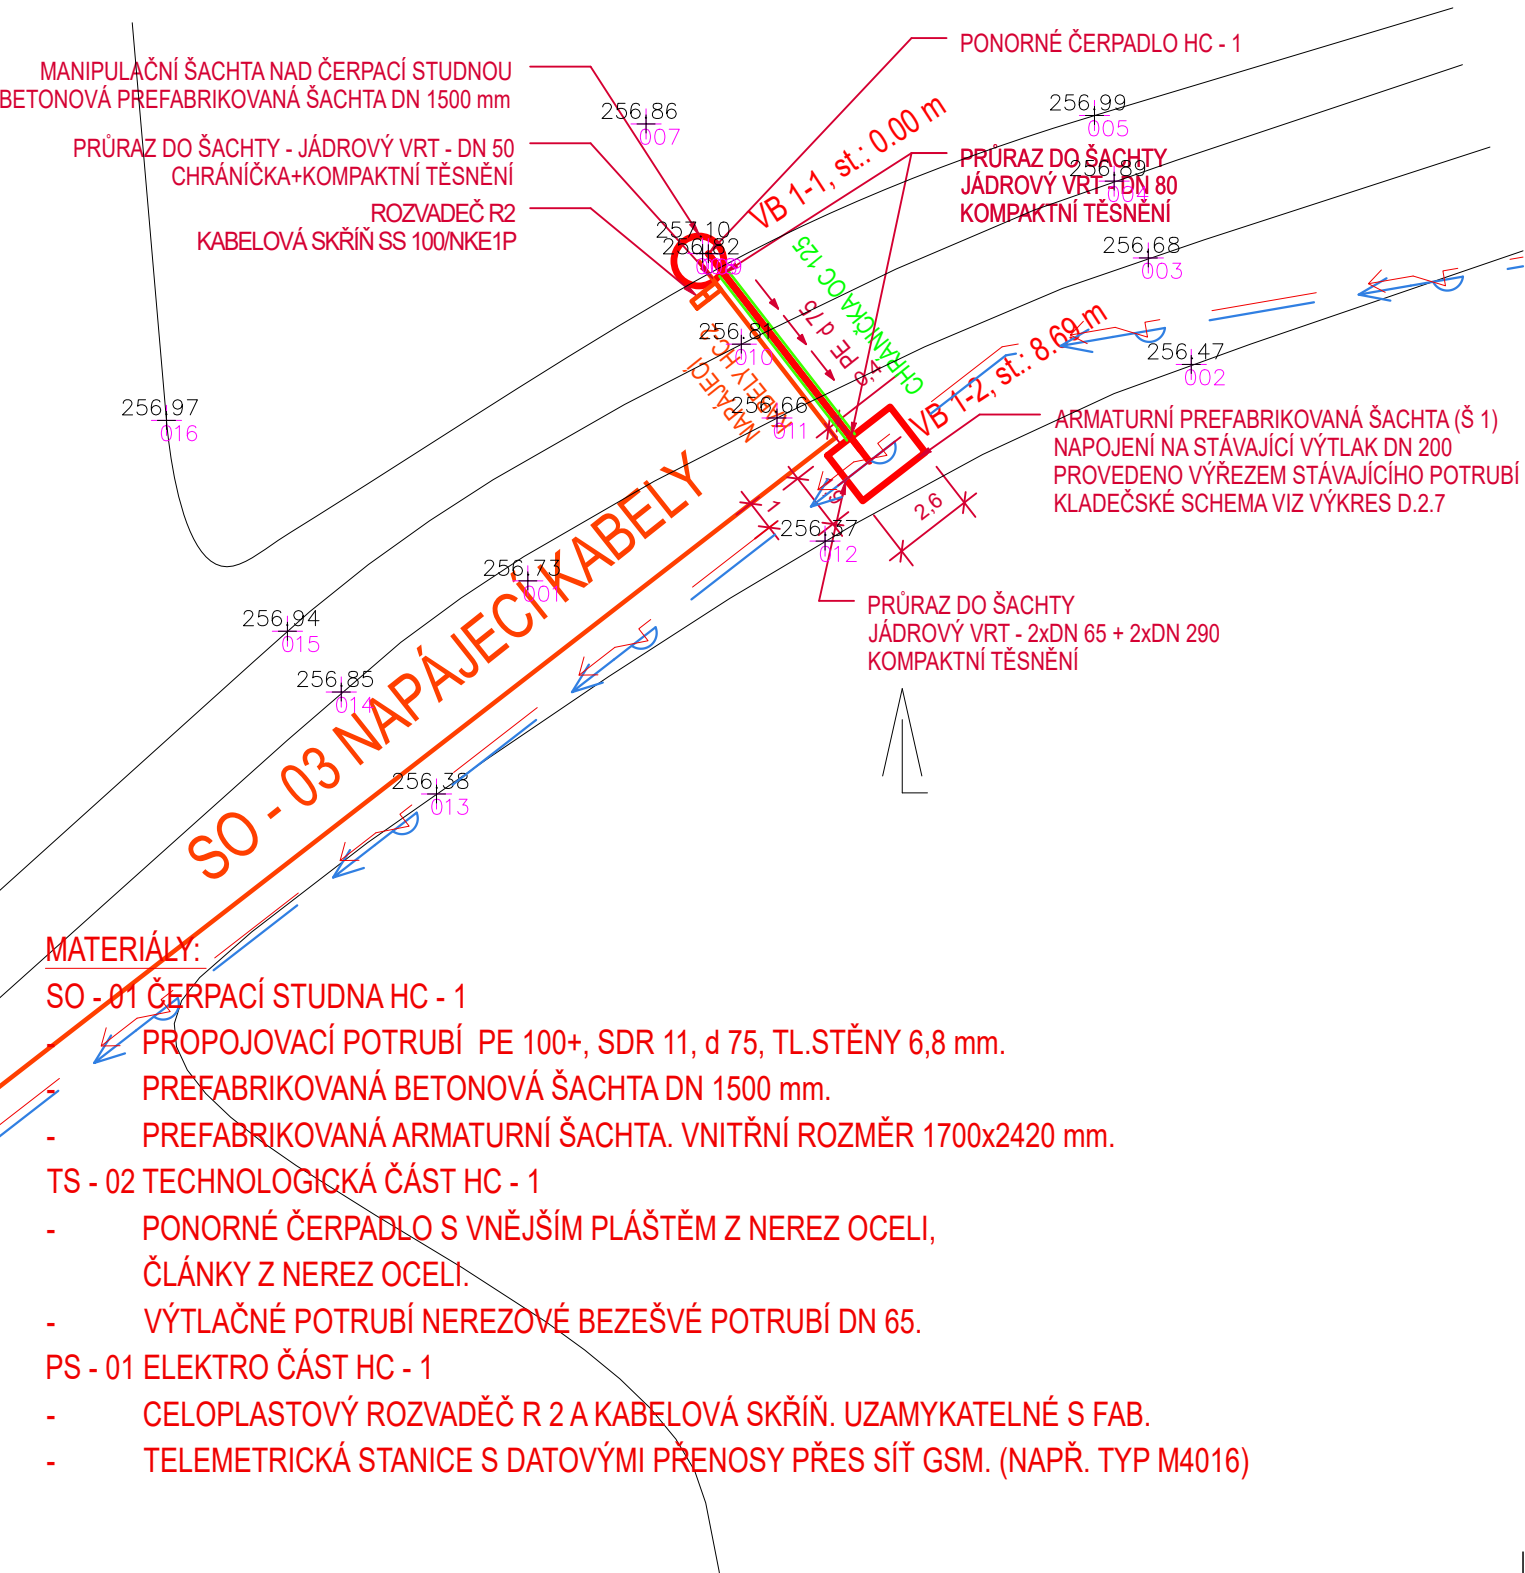 MANIPULAČNÍ ŠACHTA NAD ČERPACÍ STUDNOU
BETONOVÁ PREFABRIKOVANÁ ŠACHTA DN 1500 mm
PRŮRAZ DO ŠACHTY - JÁDROVÝ VRT - DN 50
CHRÁNÍČKA+KOMPAKTNÍ TĚSNĚNÍ
ROZVADEČ R2
KABELOVÁ SKŘÍŇ SS 100/NKE1P
PONORNÉ ČERPADLO HC - 1
PRŮRAZ DO ŠACHTY
JÁDROVÝ VRT - DN 80
KOMPAKTNÍ TĚSNĚNÍ
256,86
007
256,99
005
256,89
004
256,68
003
256,47
002
257,10
256,82
VB 1-1, st.: 0.00 m
CHRÁNIČKA OC 125
PE d 75
256,81
010
NAPÁJECÍ
KABELY HC 1
256,66
011
VB 1-2, st.: 8.69 m
256,97
016
ARMATURNÍ PREFABRIKOVANÁ ŠACHTA (Š 1)
NAPOJENÍ NA STÁVAJÍCÍ VÝTLAK DN 200
PROVEDENO VÝŘEZEM STÁVAJÍCÍHO POTRUBÍ
KLADEČSKÉ SCHEMA VIZ VÝKRES D.2.7
1
2,6
256,37
012
256,73
001
256,94
015
256,85
014
256,38
013
SO - 03 NAPÁJECÍ KABELY
PRŮRAZ DO ŠACHTY
JÁDROVÝ VRT - 2xDN 65 + 2xDN 290
KOMPAKTNÍ TĚSNĚNÍ
MATERIÁLY:
SO - 01 ČERPACÍ STUDNA HC - 1
- PROPOJOVACÍ POTRUBÍ PE 100+, SDR 11, d 75, TL.STĚNY 6,8 mm.
- PREFABRIKOVANÁ BETONOVÁ ŠACHTA DN 1500 mm.
- PREFABRIKOVANÁ ARMATURNÍ ŠACHTA. VNITŘNÍ ROZMĚR 1700x2420 mm.
TS - 02 TECHNOLOGICKÁ ČÁST HC - 1
- PONORNÉ ČERPADLO S VNĚJŠÍM PLÁŠTĚM Z NEREZ OCELI,
ČLÁNKY Z NEREZ OCELI.
- VÝTLAČNÉ POTRUBÍ NEREZOVÉ BEZEŠVÉ POTRUBÍ DN 65.
PS - 01 ELEKTRO ČÁST HC - 1
- CELOPLASTOVÝ ROZVADĚČ R 2 A KABELOVÁ SKŘÍŇ. UZAMYKATELNÉ S FAB.
- TELEMETRICKÁ STANICE S DATOVÝMI PŘENOSY PŘES SÍŤ GSM. (NAPŘ. TYP M4016)